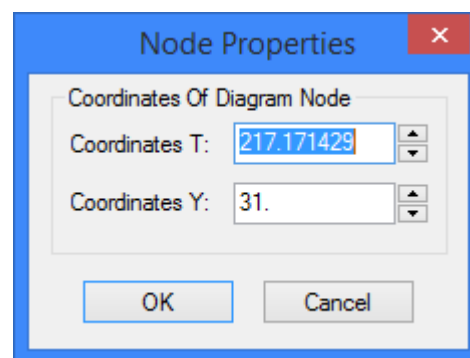 Node Properties
Coordinates Of Diagram Node
Coordinates T: 217.171429
Coordinates Y: 31.
OK Cancel